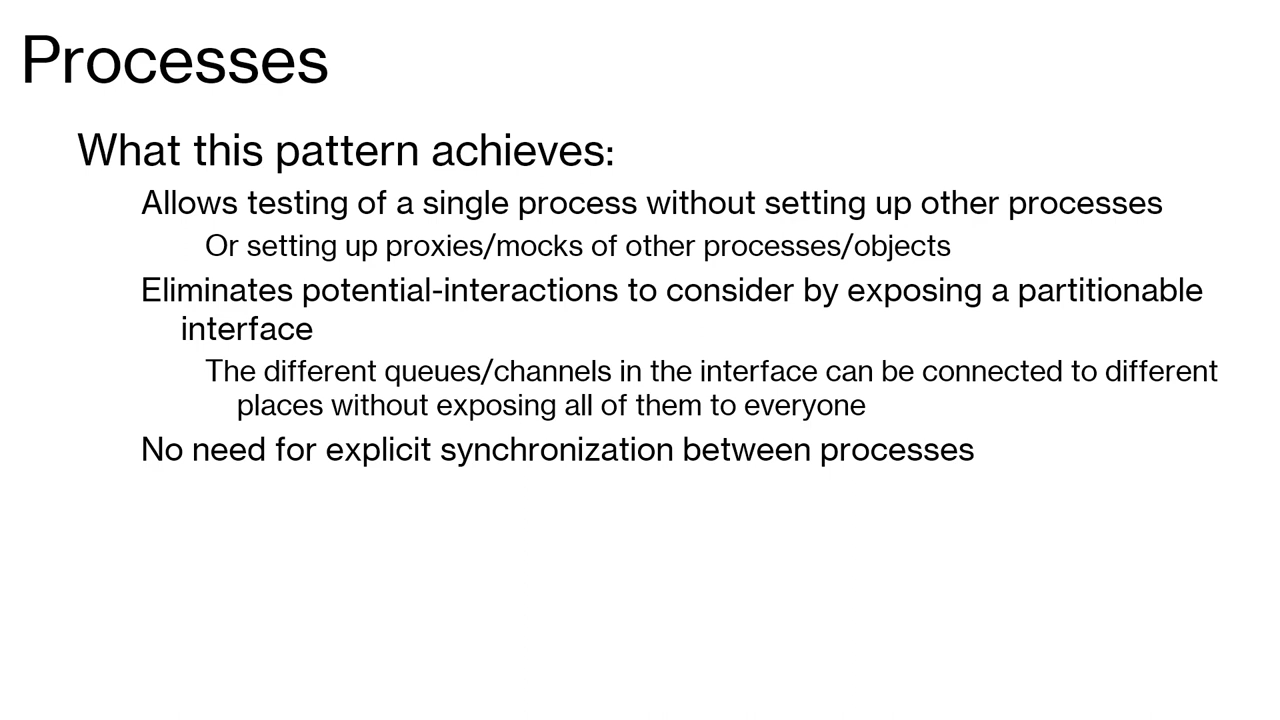 Processes
What this pattern achieves:
Allows testing of a single process without setting up other processes
Or setting up proxies/mocks of other processes/objects
Eliminates potential-interactions to consider by exposing a partitionable
interface
The different queues/channels in the interface can be connected to different
places without exposing all of them to everyone
No need for explicit synchronization between processes